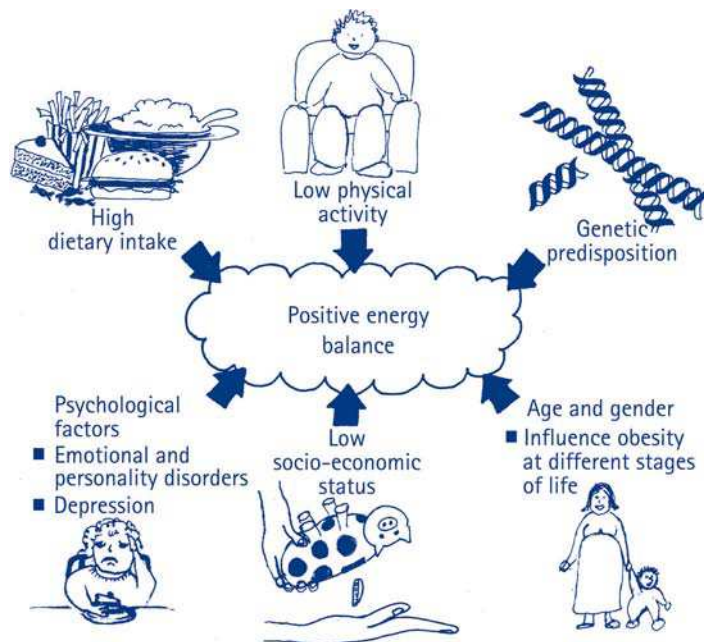 High
dietary intake
Low physical
activity
Genetic
predisposition
Positive energy
balance
Psychological
factors
■ Emotional and
personality disorders
■ Depression
Low
socio-economic
status
Age and gender
■ Influence obesity
at different stages
of life